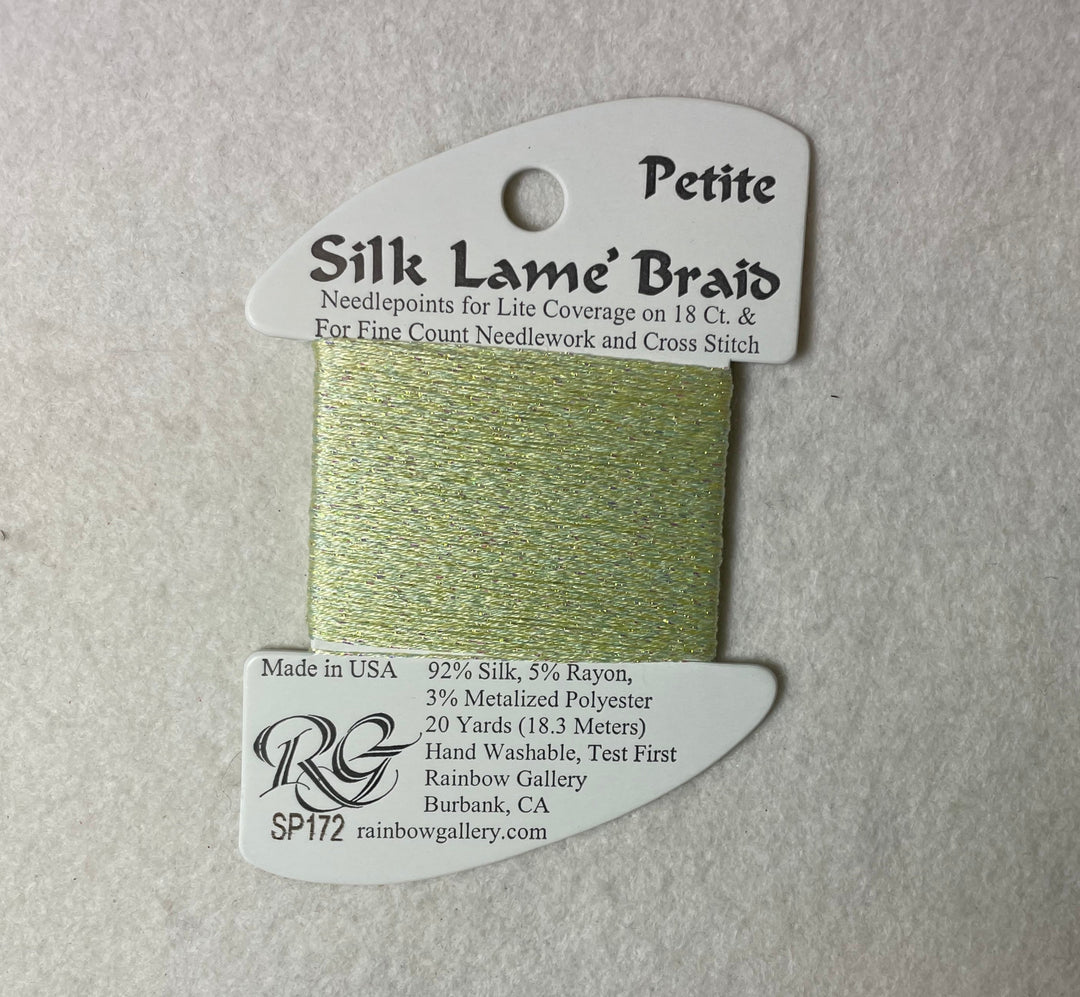 Petite
Silk Lame' Braid
Needlepoints for Lite Coverage on 18 Ct. &
For Fine Count Needlework and Cross Stitch
Made in USA
92% Silk, 5% Rayon,
3% Metalized Polyester
20 Yards (18.3 Meters)
Hand Washable, Test First
Rainbow Gallery
Burbank, CA
RG
SP172 rainbowgallery.com